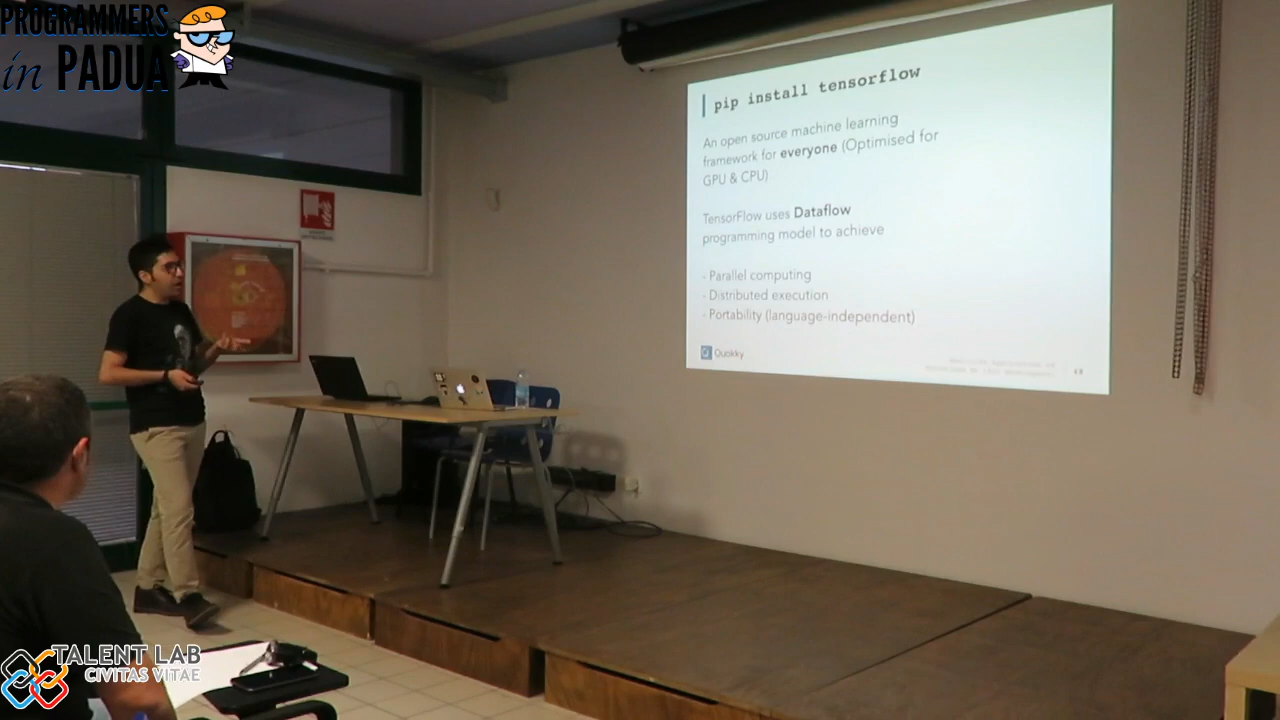 PROGRAMMERS
in PADUA
pip install tensorflow
An open source machine learning
framework for everyone (Optimised for
GPU & CPU)
TensorFlow uses Dataflow
programming model to achieve
- Parallel computing
- Distributed execution
- Portability (language-independent)
Quokky
TALENT LAB
CIVITAS VITAE